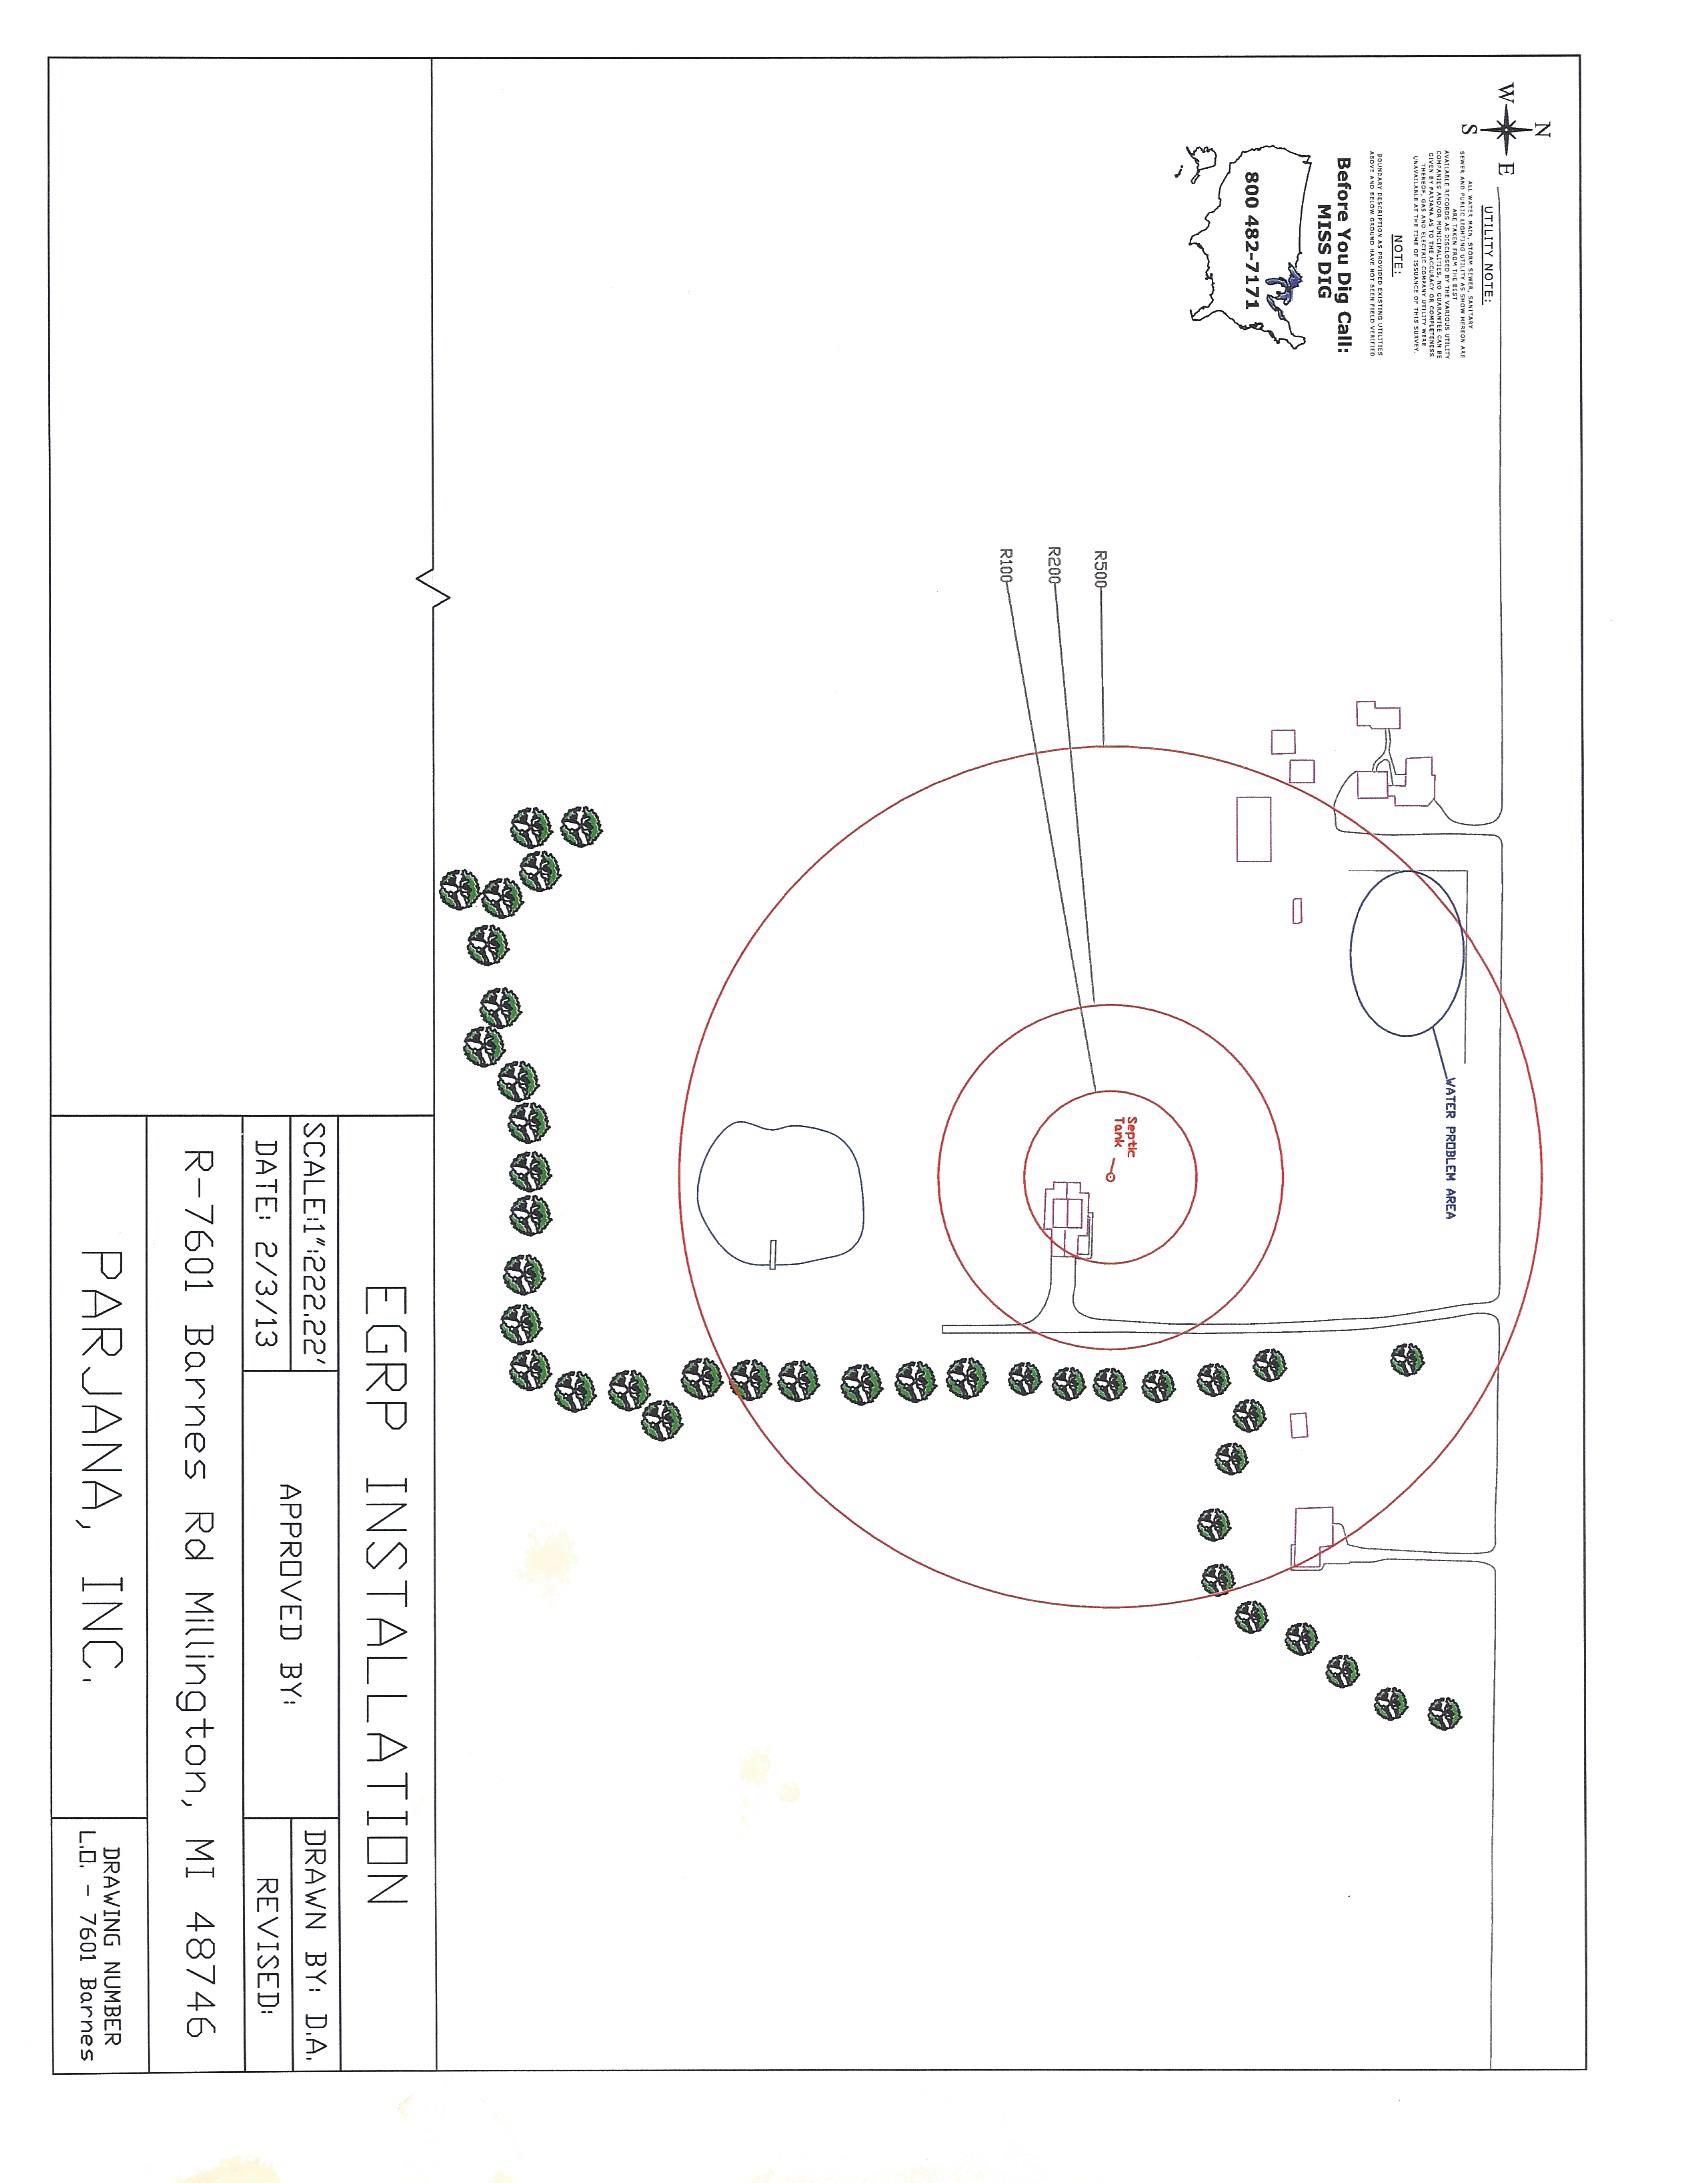 N
W E
S
UTILITY NOTE:
ALL WATER MAIN, STORM SEWER, SANITARY
SEWER AND PUBLIC LIGHTING UTILITY AS SHOW HEREON ARE
ARE TAKEN FROM THE BEST
AVAILABLE RECORDS AS DISCLOSED BY THE VARIOUS UTILITY
COMPANIES AND/OR MUNICIPALITIES. NO GUARANTEE CAN BE
GIVEN BY PARJANA AS TO THE ACCURACY OR COMPLETENESS
THEREOF. GAS AND ELECTRIC COMPANY UTILITY WERE
UNAVAILABLE AT THE TIME OF ISSUANCE OF THIS SURVEY.
NOTE:
BOUNDARY DESCRIPTION AS PROVIDED EXISTING UTILITIES
ABOVE AND BELOW GROUND HAVE NOT BEEN FIELD VERIFIED
Before You Dig Call:
MISS DIG
800 482-7171
WATER PROBLEM AREA
Septic
Tank
R500
R200
R100
EGRP INSTALLATION
SCALE:1":222.22'
APPROVED BY:
DRAWN BY: D.A.
DATE: 2/3/13
REVISED:
R-7601 Barnes Rd Millington, MI 48746
PARJANA, INC.
DRAWING NUMBER
L.O. - 7601 Barnes